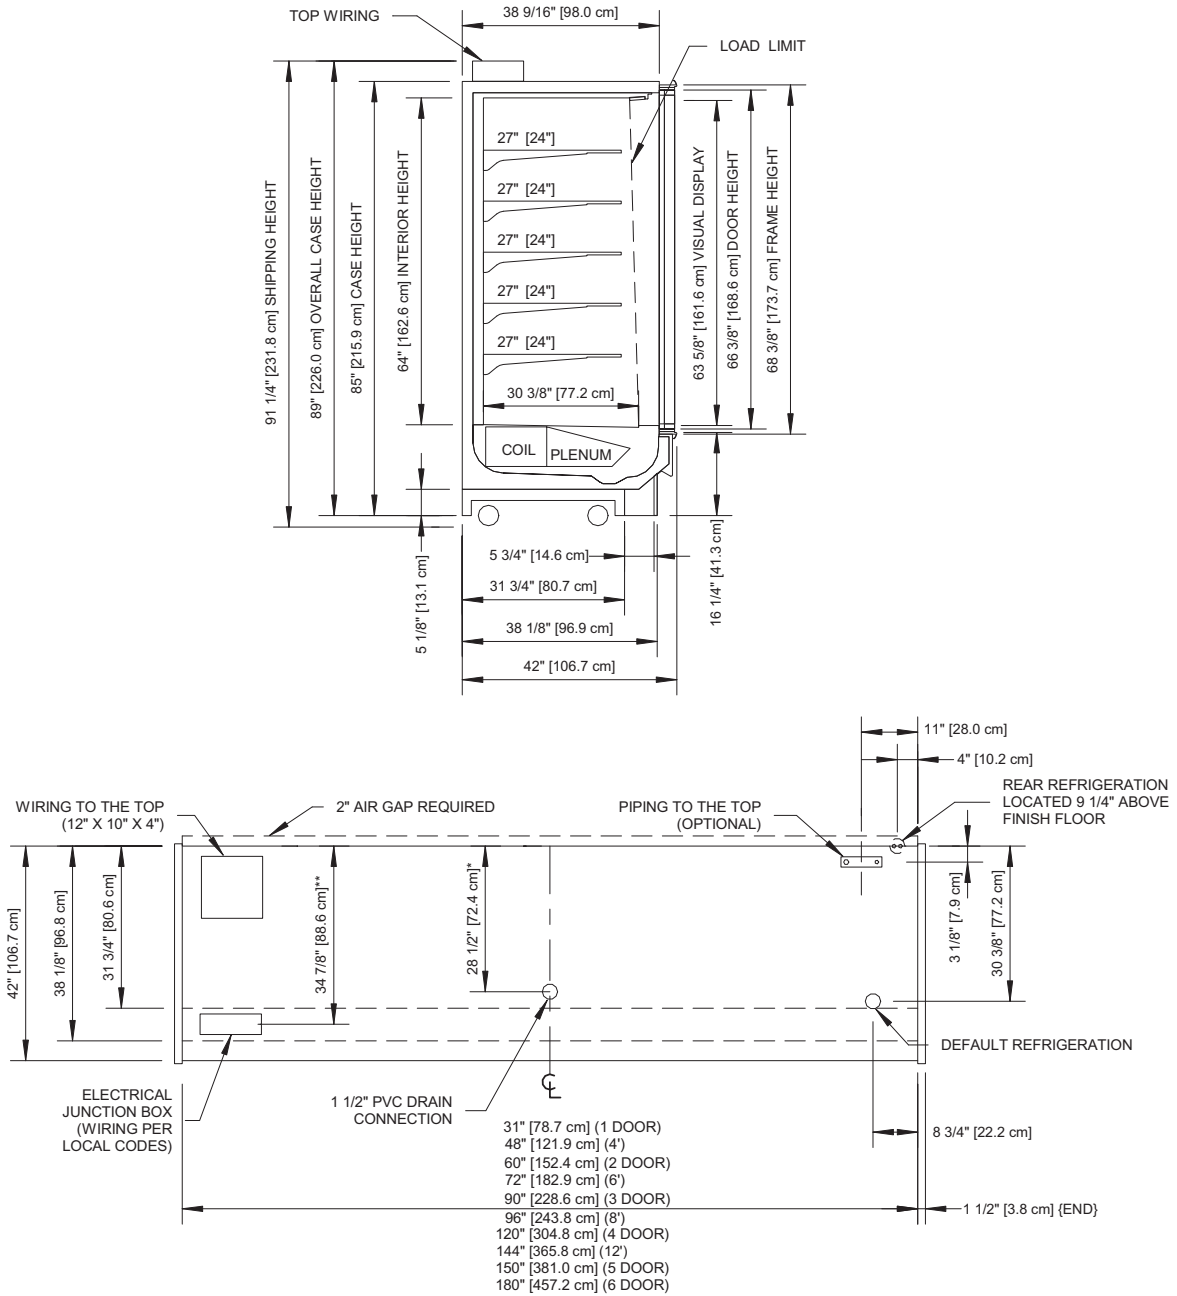 38 9/16" [98.0 cm]
TOP WIRING
LOAD LIMIT
91 1/4" [231.8 cm] SHIPPING HEIGHT
89" [226.0 cm] OVERALL CASE HEIGHT
85" [215.9 cm] CASE HEIGHT
64" [162.6 cm] INTERIOR HEIGHT
27" [24"]
27" [24"]
27" [24"]
27" [24"]
27" [24"]
30 3/8" [77.2 cm]
63 5/8" [161.6 cm] VISUAL DISPLAY
66 3/8" [168.6 cm] DOOR HEIGHT
68 3/8" [173.7 cm] FRAME HEIGHT
COIL
PLENUM
5 1/8" [13.1 cm]
5 3/4" [14.6 cm]
16 1/4" [41.3 cm]
31 3/4" [80.7 cm]
38 1/8" [96.9 cm]
42" [106.7 cm]
11" [28.0 cm]
4" [10.2 cm]
WIRING TO THE TOP
(12" X 10" X 4")
2" AIR GAP REQUIRED
PIPING TO THE TOP
(OPTIONAL)
REAR REFRIGERATION
LOCATED 9 1/4" ABOVE
FINISH FLOOR
42" [106.7 cm]
38 1/8" [96.8 cm]
31 3/4" [80.6 cm]
34 7/8" [88.6 cm]**
28 1/2" [72.4 cm]*
3 1/8" [7.9 cm]
30 3/8" [77.2 cm]
DEFAULT REFRIGERATION
ELECTRICAL
JUNCTION BOX
(WIRING PER
LOCAL CODES)
1 1/2" PVC DRAIN
CONNECTION
℄
8 3/4" [22.2 cm]
31" [78.7 cm] (1 DOOR)
48" [121.9 cm] (4')
60" [152.4 cm] (2 DOOR)
72" [182.9 cm] (6')
90" [228.6 cm] (3 DOOR)
96" [243.8 cm] (8')
120" [304.8 cm] (4 DOOR)
144" [365.8 cm] (12')
150" [381.0 cm] (5 DOOR)
180" [457.2 cm] (6 DOOR)
1 1/2" [3.8 cm] {END}